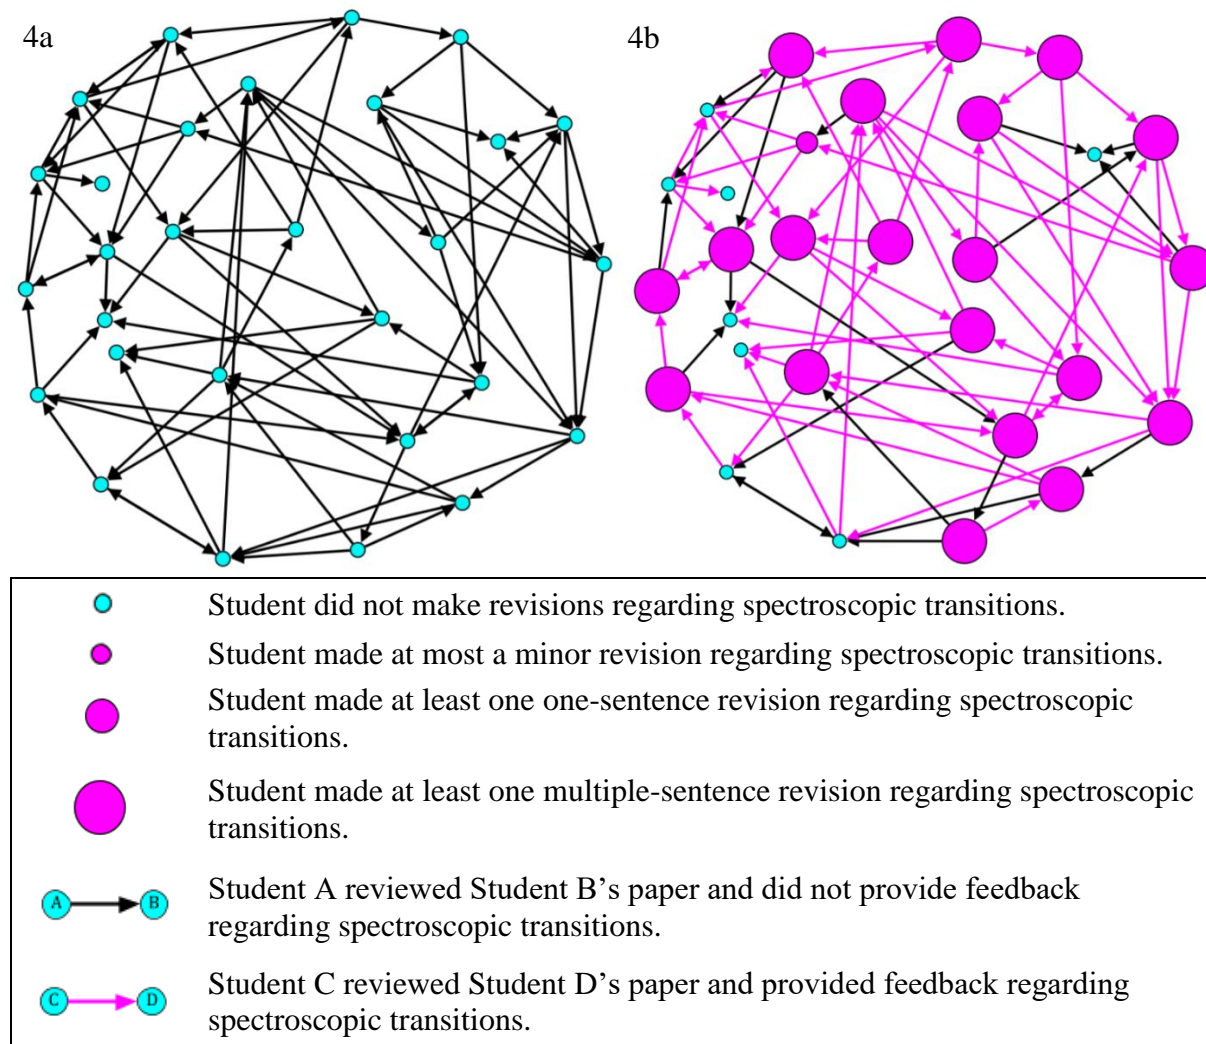 4a
4b
Student did not make revisions regarding spectroscopic transitions.
Student made at most a minor revision regarding spectroscopic transitions.
Student made at least one one-sentence revision regarding spectroscopic
transitions.
Student made at least one multiple-sentence revision regarding spectroscopic
transitions.
A B
Student A reviewed Student B’s paper and did not provide feedback
regarding spectroscopic transitions.
C D
Student C reviewed Student D’s paper and provided feedback regarding
spectroscopic transitions.